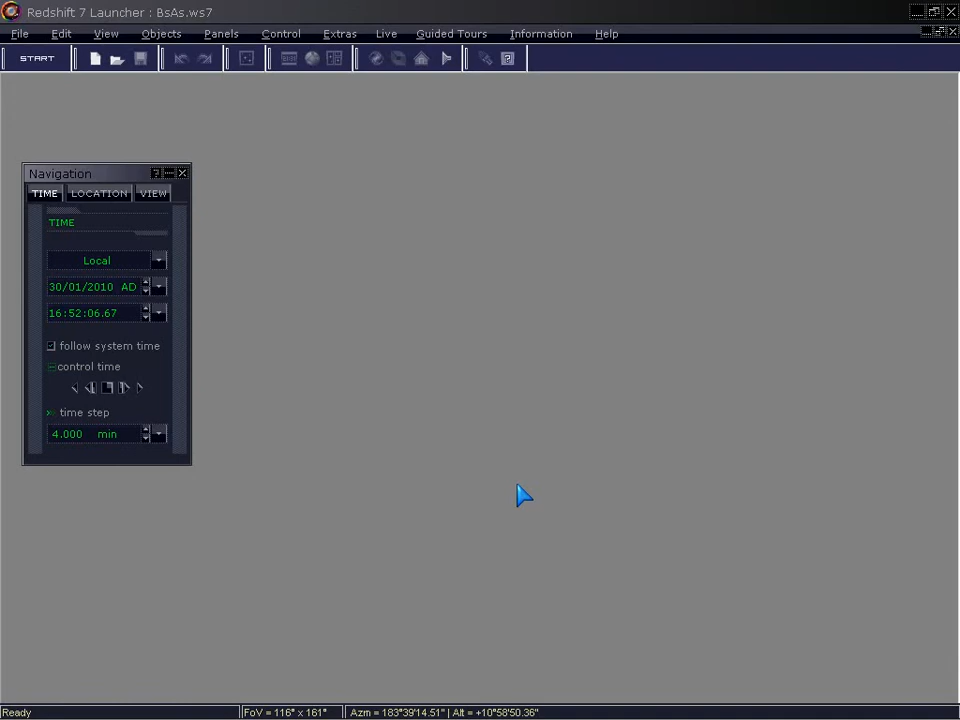 Redshift 7 Launcher : BsAs.ws7
File Edit View Objects Panels Control Extras Live Guided Tours Information Help
START
Navigation
TIME LOCATION VIEW
TIME
Local
30/01/2010 AD
16:52:06.67
follow system time
control time
time step
4.000 min
Ready FoV = 116° x 161° Azm = 183°39'14.51" | Alt = +10°58'50.36"